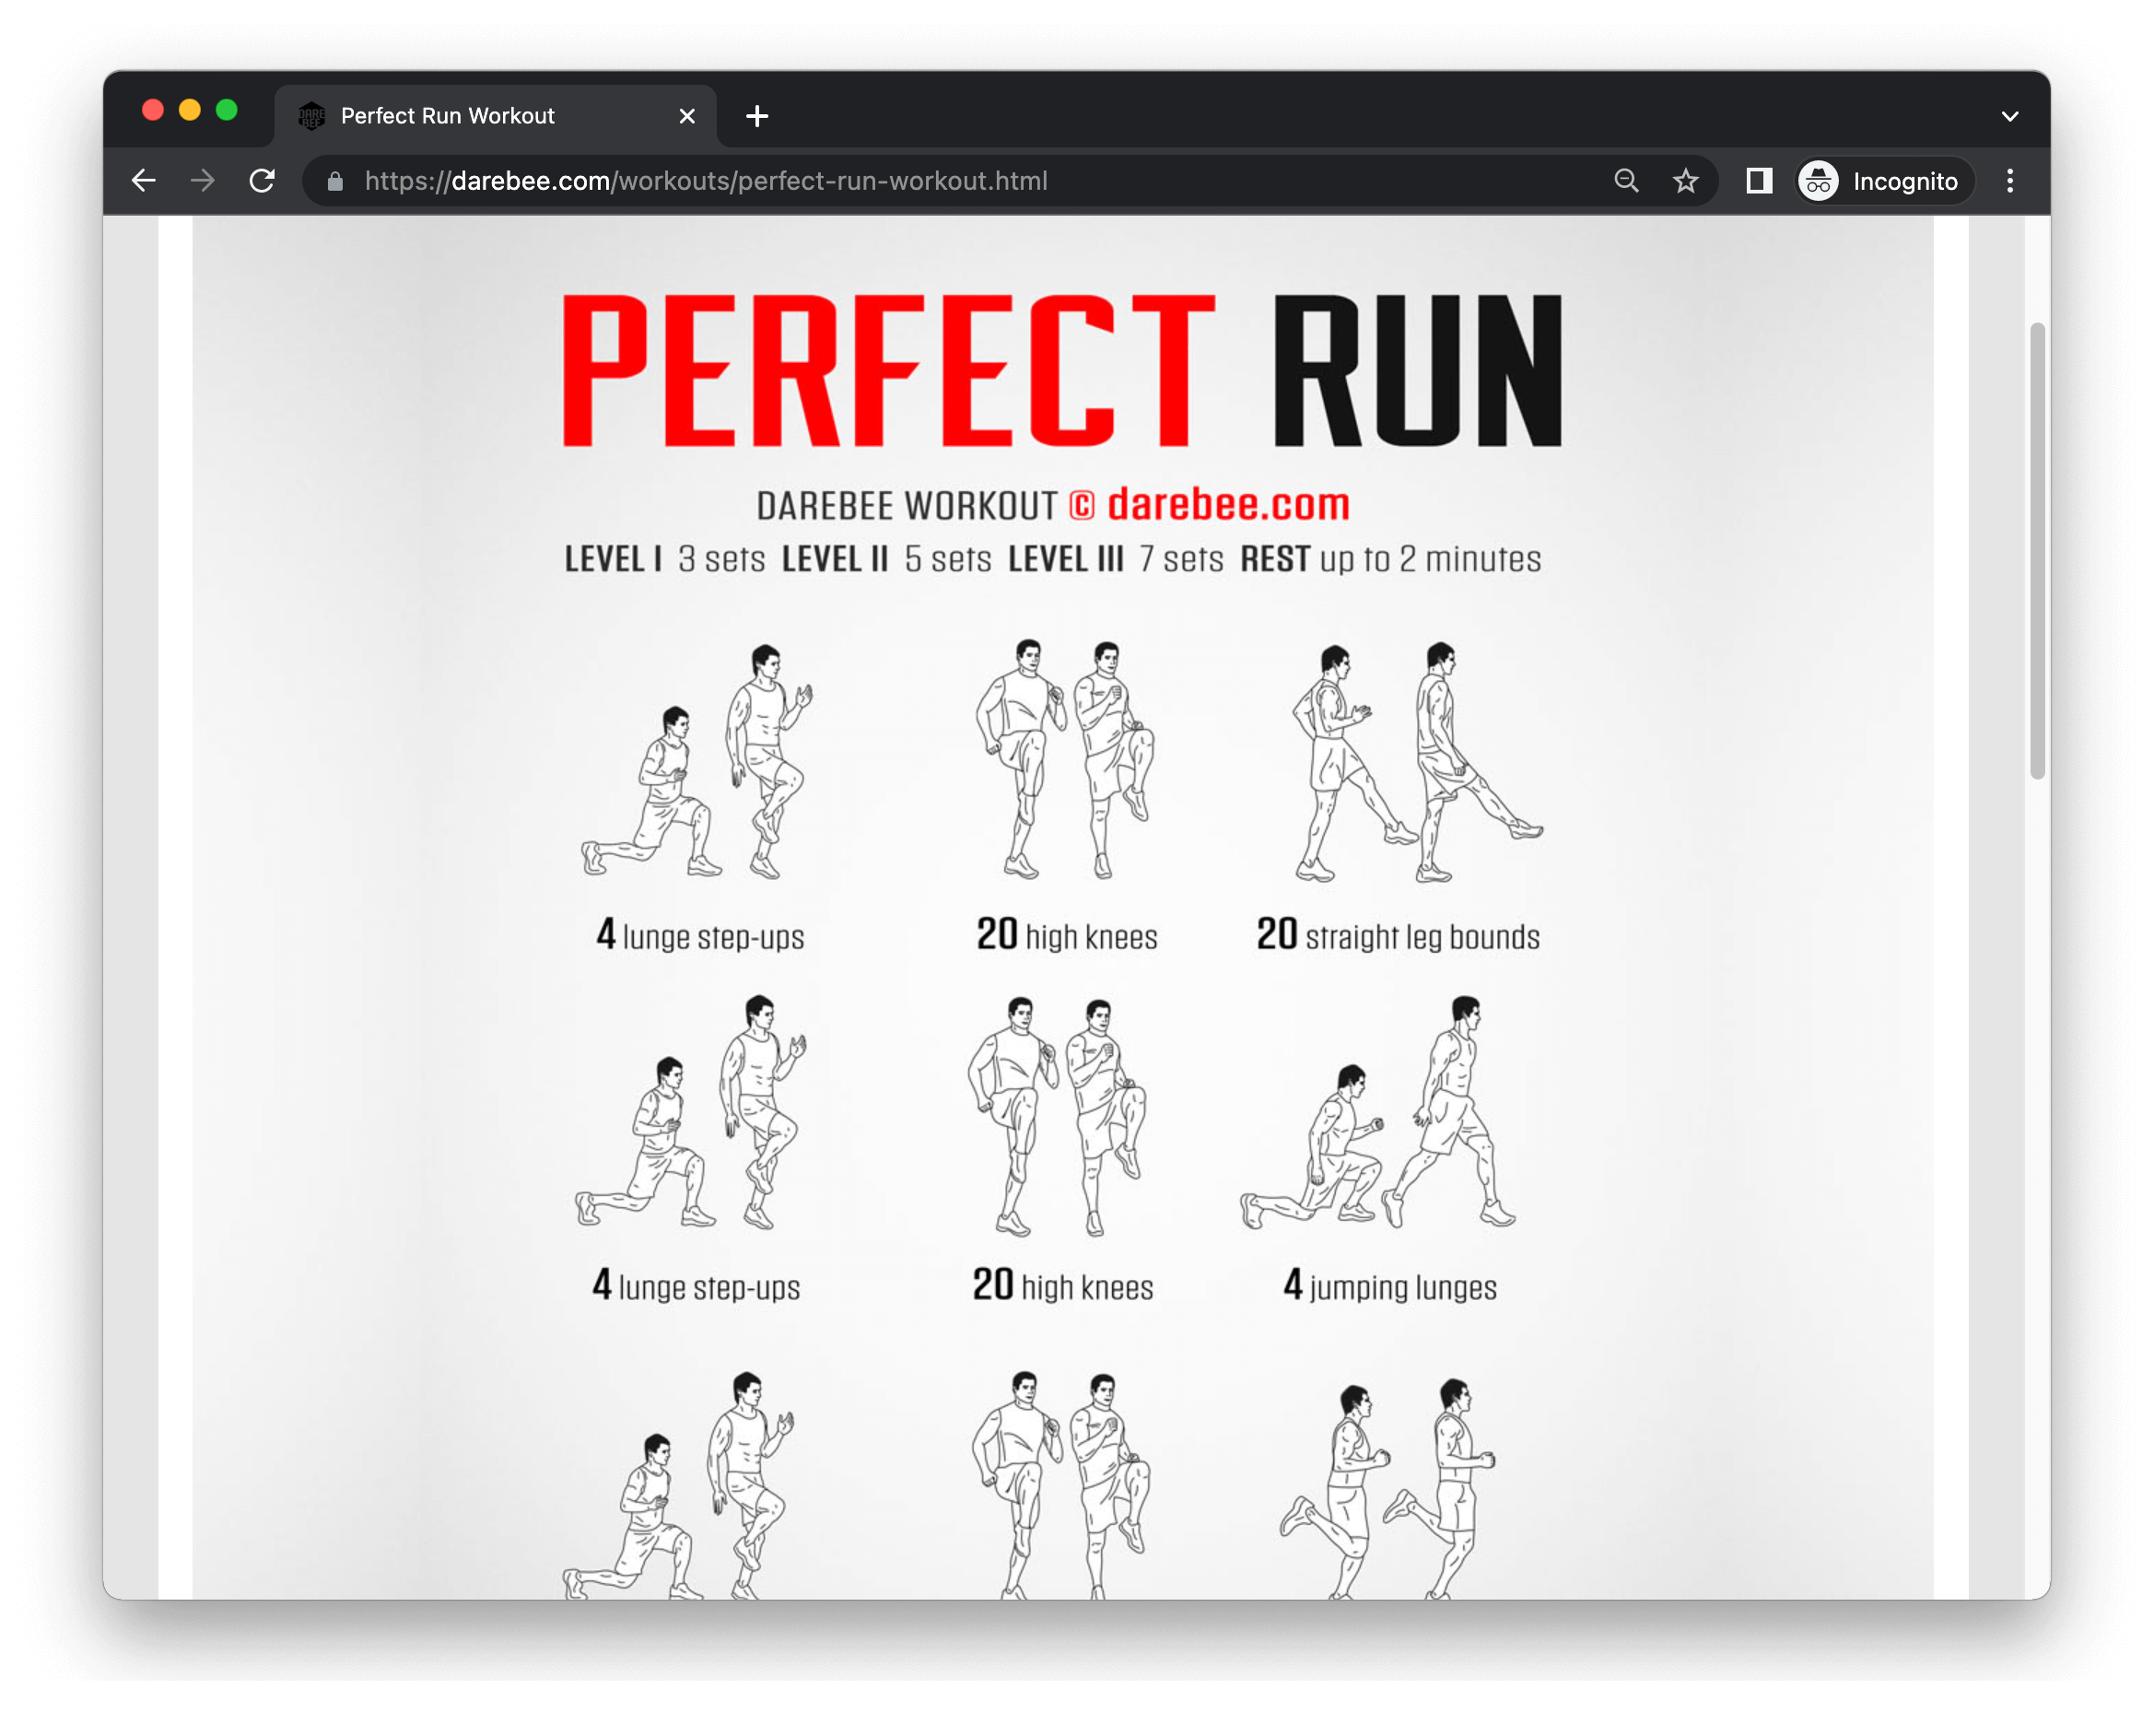 DARE
BEE
Perfect Run Workout
https://darebee.com/workouts/perfect-run-workout.html
Incognito
PERFECT RUN
DAREBEE WORKOUT © darebee.com
LEVEL I 3 sets LEVEL II 5 sets LEVEL III 7 sets REST up to 2 minutes
4 lunge step-ups
20 high knees
20 straight leg bounds
4 lunge step-ups
20 high knees
4 jumping lunges